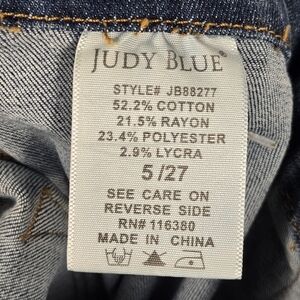 JUDY BLUE
STYLE# JB88277
52.2% COTTON
21.5% RAYON
23.4% POLYESTER
2.9% LYCRA
5/27
SEE CARE ON
REVERSE SIDE
RN# 116380
MADE IN CHINA